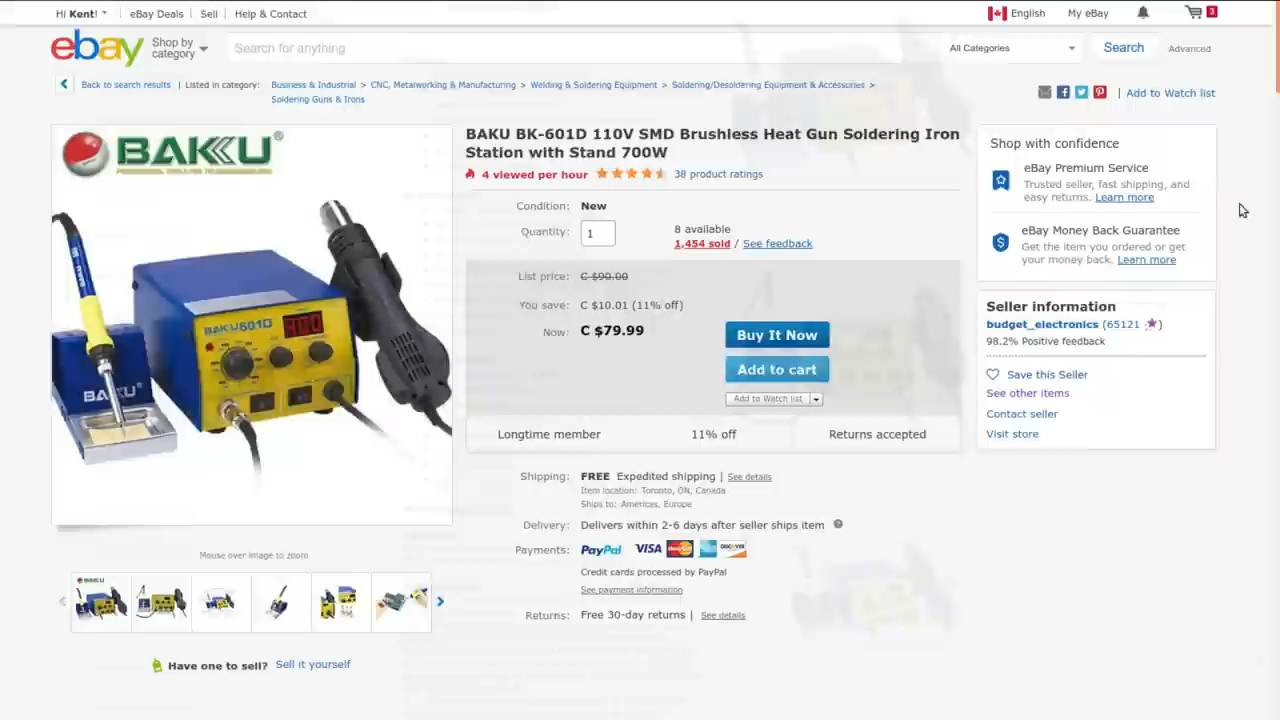 Hi Kent!
eBay Deals
Sell
Help & Contact
English
My eBay
3
ebay
Shop by
category
Search for anything
All Categories
Search
Advanced
Back to search results | Listed in category: Business & Industrial > CNC, Metalworking & Manufacturing > Welding & Soldering Equipment > Soldering/Desoldering Equipment & Accessories >
Soldering Guns & Irons
| Add to Watch list
BAKU®
BAKU 601D
BAKU
Mouse over image to zoom
BAKU
Have one to sell? Sell it yourself
BAKU BK-601D 110V SMD Brushless Heat Gun Soldering Iron
Station with Stand 700W
4 viewed per hour
38 product ratings
Condition: New
Quantity: 1
8 available
1,454 sold / See feedback
List price: C $90.00
You save: C $10.01 (11% off)
Now: C $79.99
Buy It Now
Add to cart
Add to Watch list
Longtime member
11% off
Returns accepted
Shipping: FREE Expedited shipping | See details
Item location: Toronto, ON, Canada
Ships to: Americas, Europe
Delivery: Delivers within 2-6 days after seller ships item
Payments: PayPal VISA MasterCard DISCOVER
Credit cards processed by PayPal
See payment information
Returns: Free 30-day returns | See details
Shop with confidence
eBay Premium Service
Trusted seller, fast shipping, and
easy returns. Learn more
eBay Money Back Guarantee
Get the item you ordered or get
your money back. Learn more
Seller information
budget_electronics (65121)
98.2% Positive feedback
Save this Seller
See other items
Contact seller
Visit store